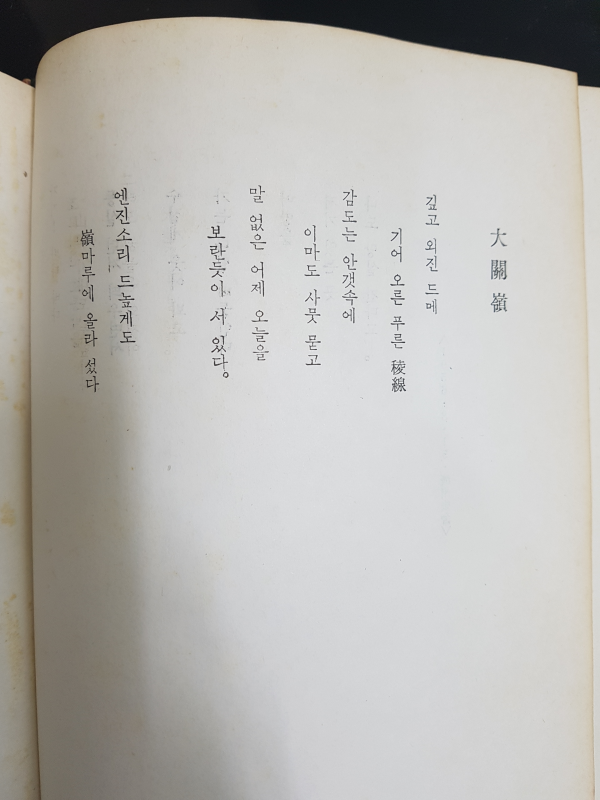 大關嶺
깊고 외진 드메
기어 오른 푸른 稜線
감도는 안갯속에
이마도 사뭇 묻고
말 없은 어제 오늘을
보란듯이 서 있다。
엔진소리 드높게도
嶺마루에 올라 섰다